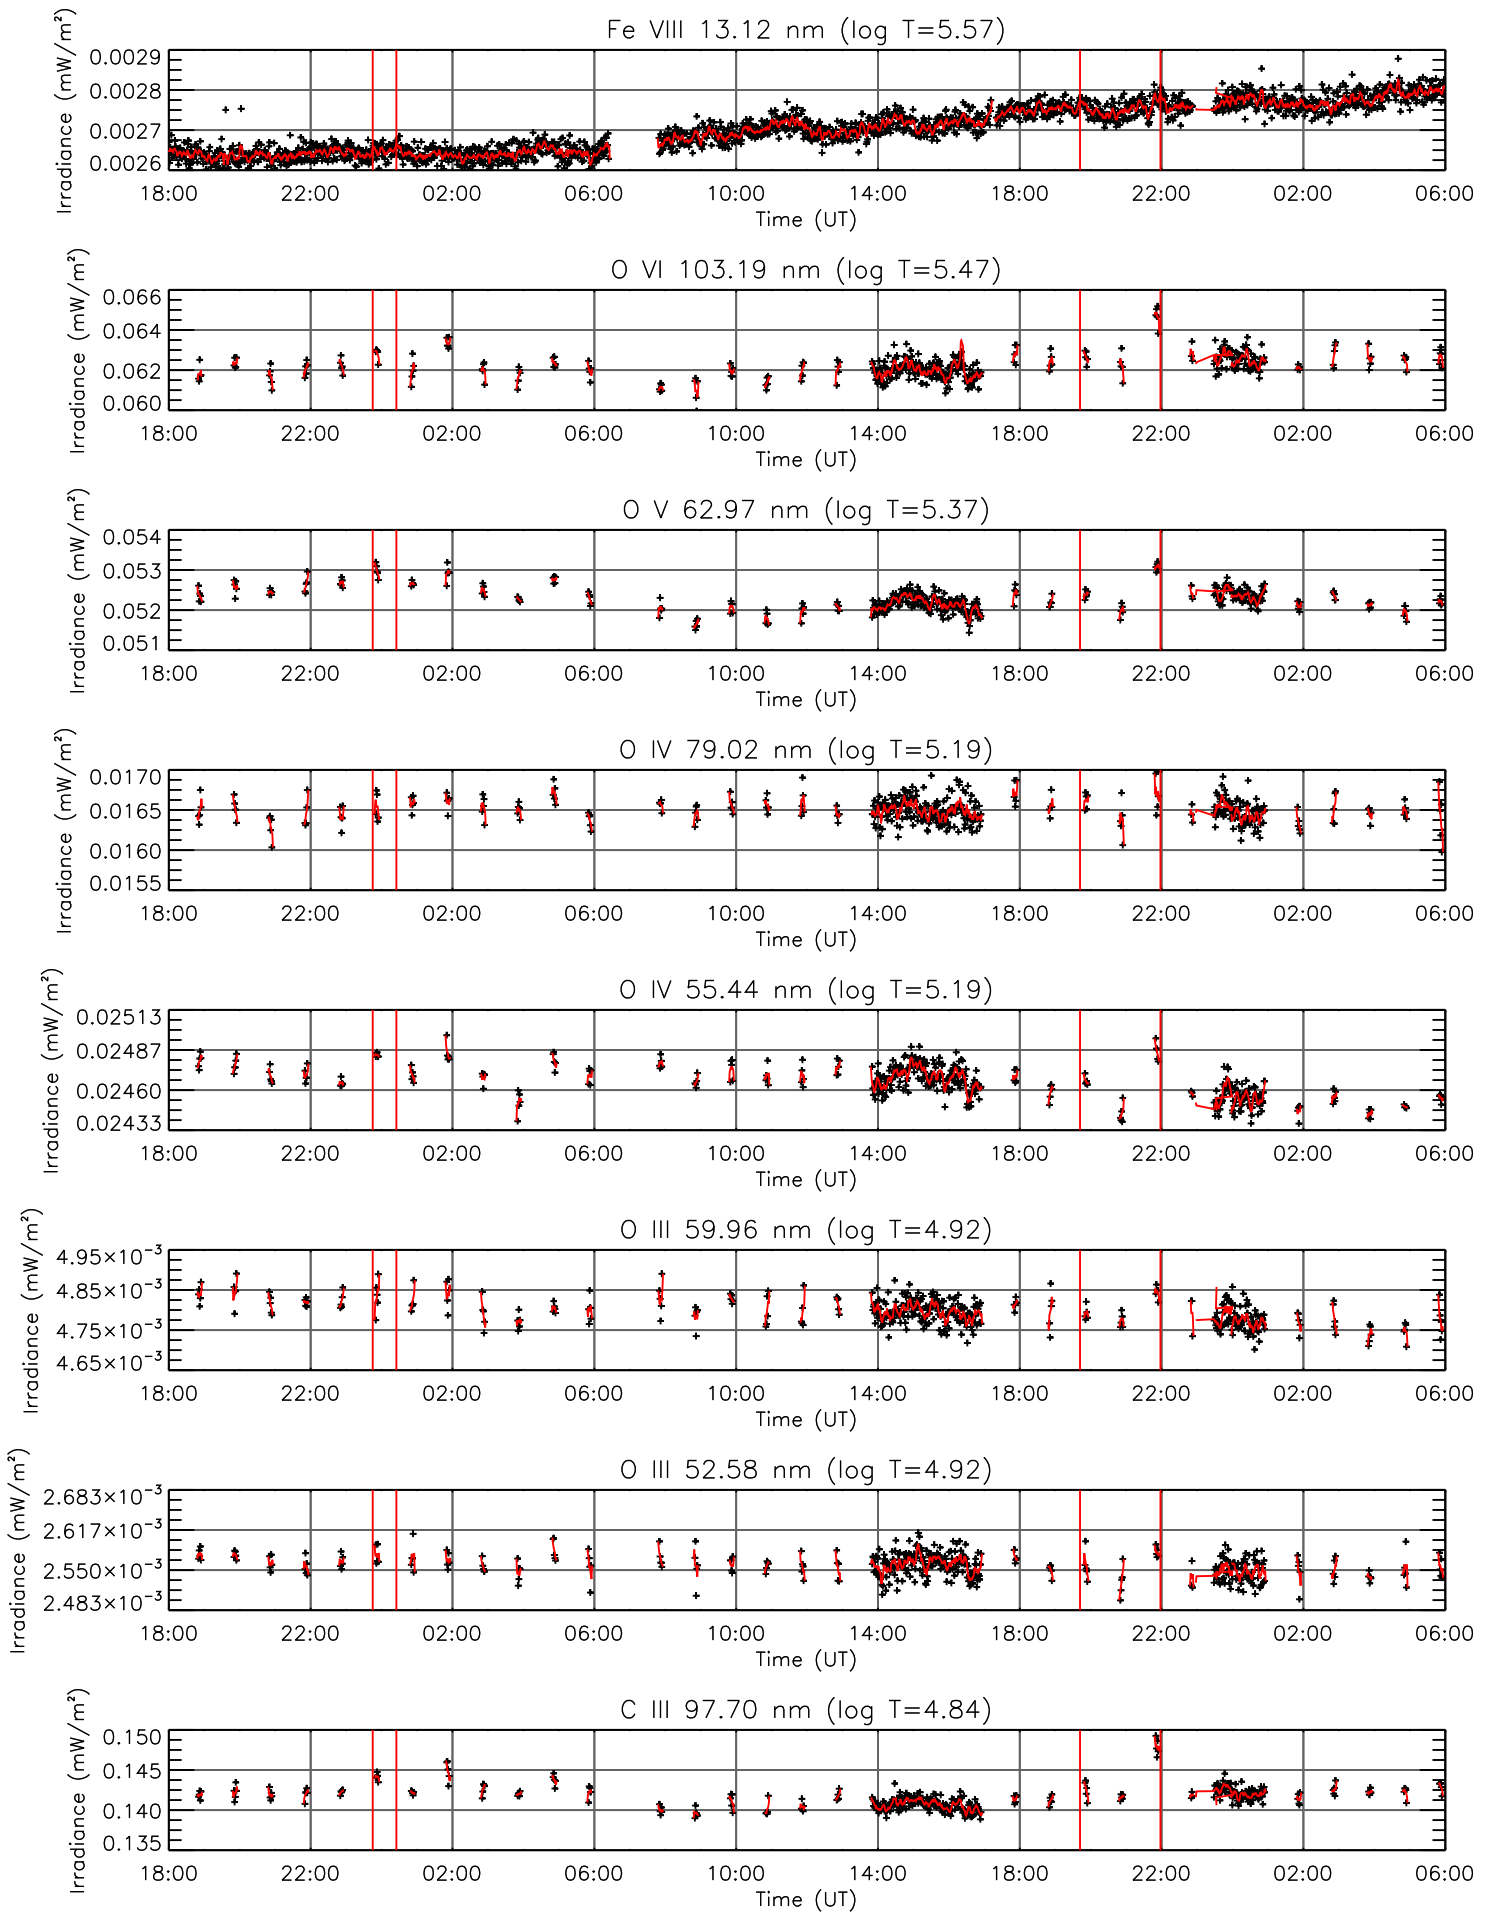 Fe VIII 13.12 nm (log T=5.57)
Irradiance (mW/m²)
0.0029
0.0028
0.0027
0.0026
18:00 22:00 02:00 06:00 10:00 14:00 18:00 22:00 02:00 06:00
Time (UT)
O VI 103.19 nm (log T=5.47)
Irradiance (mW/m²)
0.066
0.064
0.062
0.060
18:00 22:00 02:00 06:00 10:00 14:00 18:00 22:00 02:00 06:00
Time (UT)
O V 62.97 nm (log T=5.37)
Irradiance (mW/m²)
0.054
0.053
0.052
0.051
18:00 22:00 02:00 06:00 10:00 14:00 18:00 22:00 02:00 06:00
Time (UT)
O IV 79.02 nm (log T=5.19)
Irradiance (mW/m²)
0.0170
0.0165
0.0160
0.0155
18:00 22:00 02:00 06:00 10:00 14:00 18:00 22:00 02:00 06:00
Time (UT)
O IV 55.44 nm (log T=5.19)
Irradiance (mW/m²)
0.02513
0.02487
0.02460
0.02433
18:00 22:00 02:00 06:00 10:00 14:00 18:00 22:00 02:00 06:00
Time (UT)
O III 59.96 nm (log T=4.92)
Irradiance (mW/m²)
4.95×10⁻³
4.85×10⁻³
4.75×10⁻³
4.65×10⁻³
18:00 22:00 02:00 06:00 10:00 14:00 18:00 22:00 02:00 06:00
Time (UT)
O III 52.58 nm (log T=4.92)
Irradiance (mW/m²)
2.683×10⁻³
2.617×10⁻³
2.550×10⁻³
2.483×10⁻³
18:00 22:00 02:00 06:00 10:00 14:00 18:00 22:00 02:00 06:00
Time (UT)
C III 97.70 nm (log T=4.84)
Irradiance (mW/m²)
0.150
0.145
0.140
0.135
18:00 22:00 02:00 06:00 10:00 14:00 18:00 22:00 02:00 06:00
Time (UT)